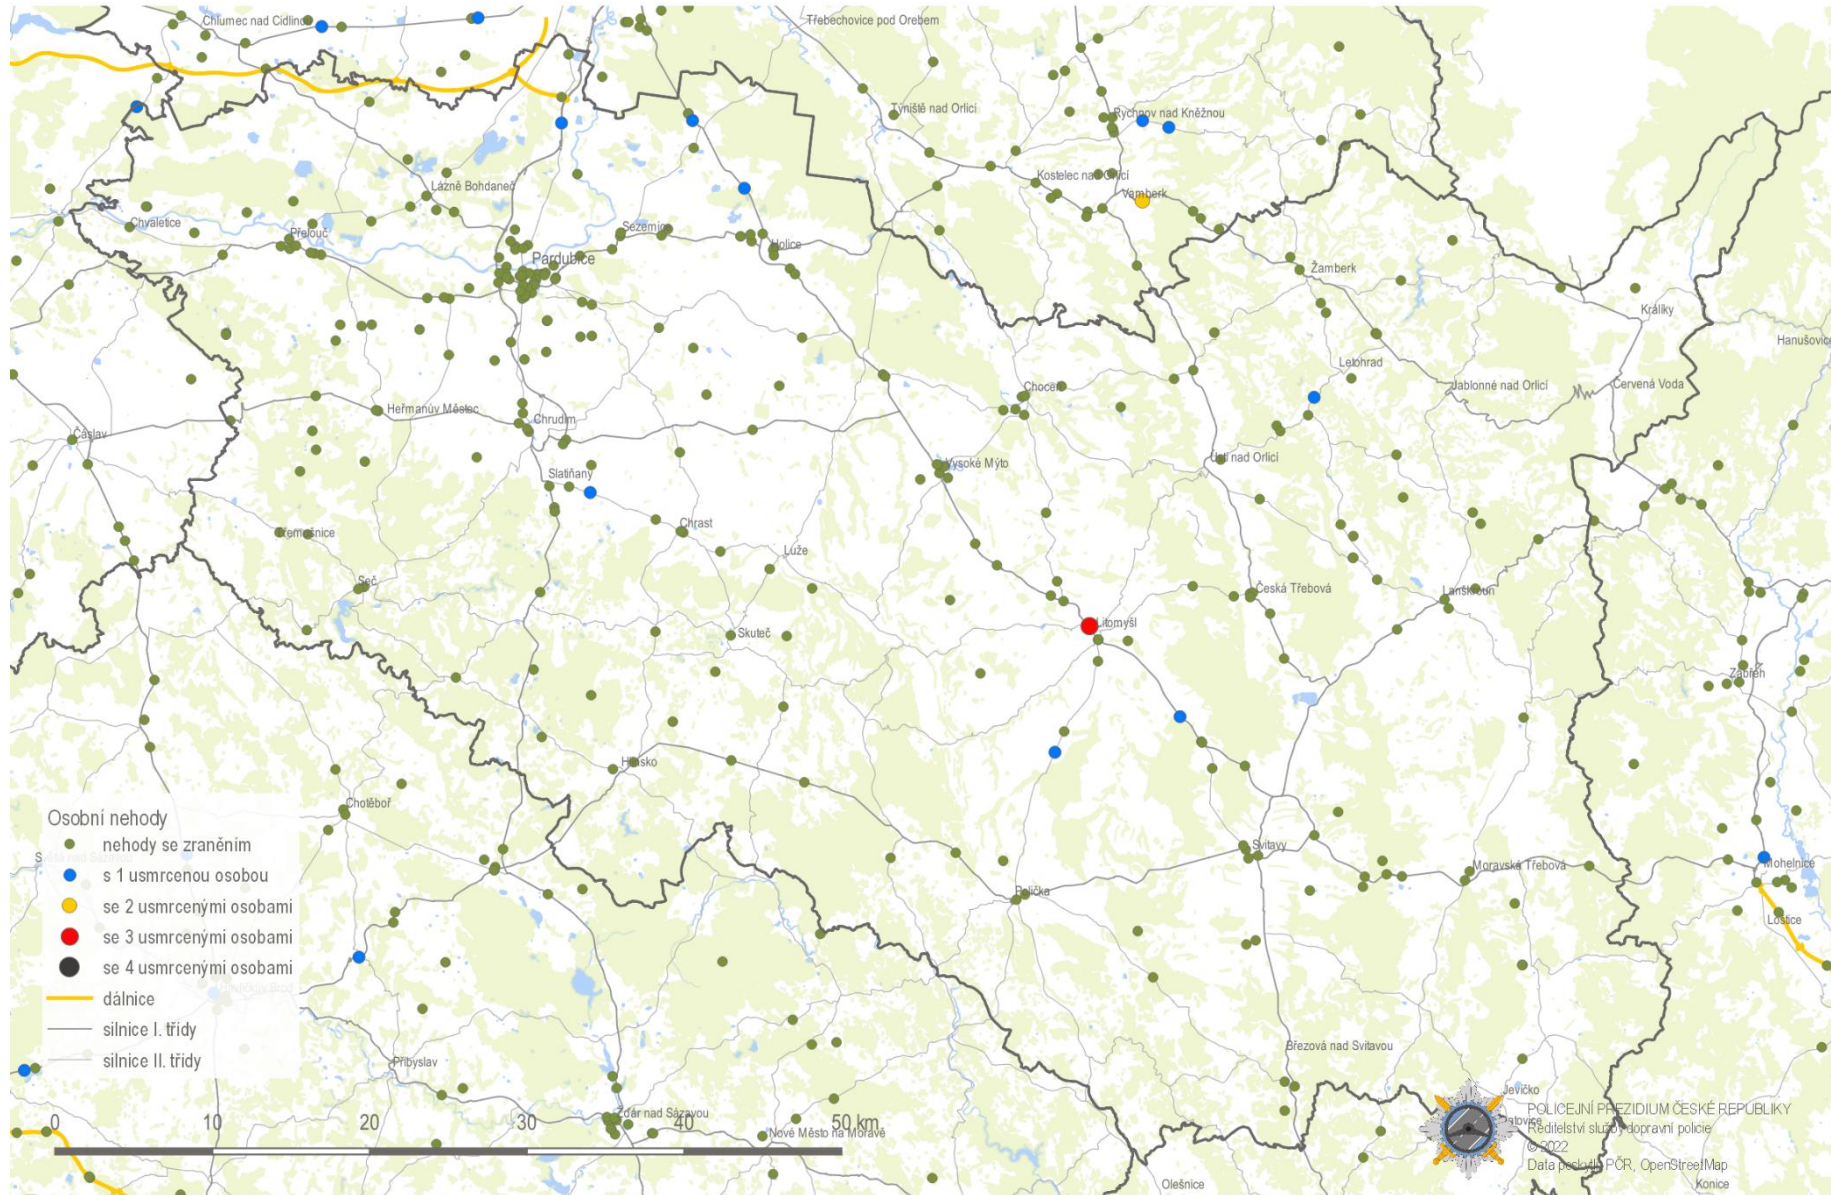 Chlumec nad Cidlinou
Třebechovice pod Orebem
Týniště nad Orlicí
Rychnov nad Kněžnou
Kostelec nad Orlicí
Vamberk
Lázně Bohdaneč
Chvaletice
Přelouč
Sezemice
Holice
Pardubice
Žamberk
Králíky
Hanušovice
Letohrad
Jablonné nad Orlicí
Červená Voda
Choceň
Heřmanův Městec
Chrudim
Čáslav
Vysoké Mýto
Ústí nad Orlicí
Slatiňany
Chrast
Třemošnice
Luže
Seč
Česká Třebová
Lanškroun
Litomyšl
Skuteč
Zábřeh
Hlinsko
Chotěboř
Svitavy
Moravská Třebová
Mohelnice
Polička
Loštice
Osobní nehody
nehody se zraněním
s 1 usmrcenou osobou
se 2 usmrcenými osobami
se 3 usmrcenými osobami
se 4 usmrcenými osobami
dálnice
silnice I. třídy
silnice II. třídy
Přibyslav
Březová nad Svitavou
Jevíčko
Žďár nad Sázavou
Nové Město na Moravě
0 10 20 30 40 50 km
POLICEJNÍ PREZIDIUM ČESKÉ REPUBLIKY
Ředitelství služby dopravní policie
© 2022
Data poskytla PČR, OpenStreetMap
Olešnice
Konice